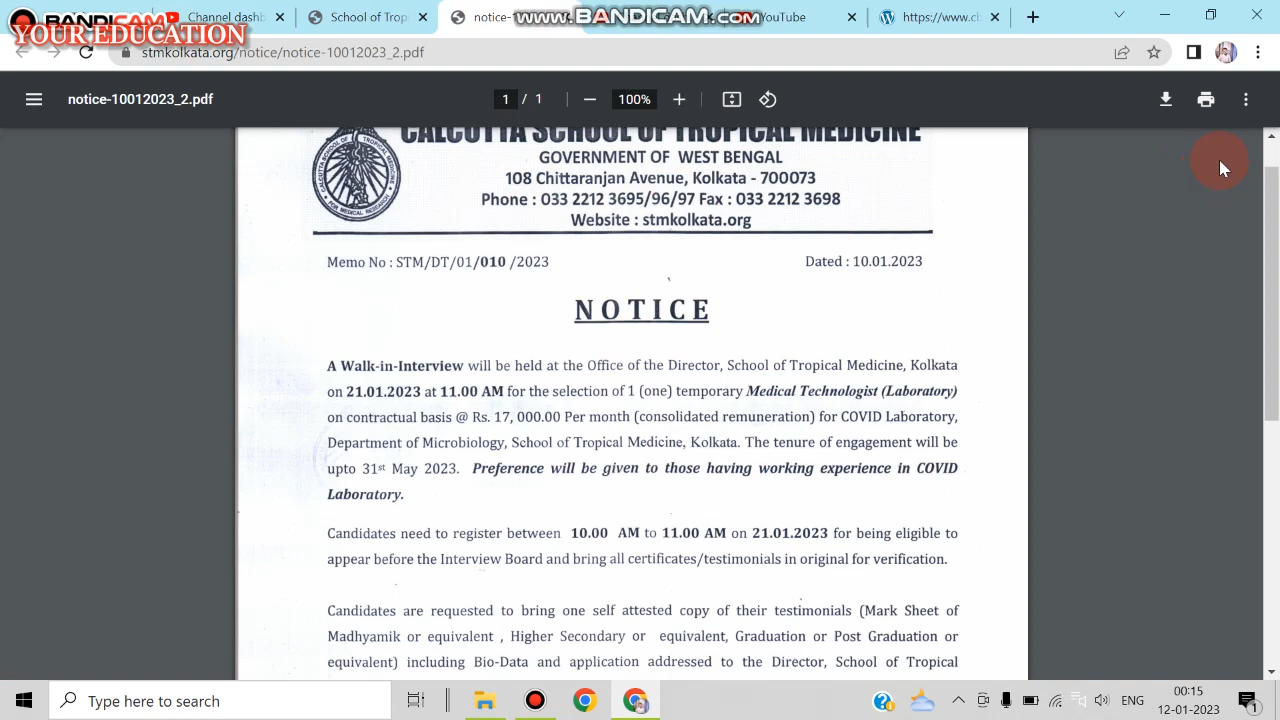 BANDICAM
www.BANDICAM.com
YOUR EDUCATION
Channel dashb
School of Trop
notice-
YouTube
https://www.cl
stmkolkata.org/notice/notice-10012023_2.pdf
notice-10012023_2.pdf
1 / 1
100%
CALCUTTA SCHOOL OF TROPICAL MEDICINE
GOVERNMENT OF WEST BENGAL
108 Chittaranjan Avenue, Kolkata - 700073
Phone : 033 2212 3695/96/97 Fax : 033 2212 3698
Website : stmkolkata.org
Memo No : STM/DT/01/010 /2023
Dated : 10.01.2023
NOTICE
A Walk-in-Interview will be held at the Office of the Director, School of Tropical Medicine, Kolkata
on 21.01.2023 at 11.00 AM for the selection of 1 (one) temporary Medical Technologist (Laboratory)
on contractual basis @ Rs. 17, 000.00 Per month (consolidated remuneration) for COVID Laboratory,
Department of Microbiology, School of Tropical Medicine, Kolkata. The tenure of engagement will be
upto 31st May 2023. Preference will be given to those having working experience in COVID
Laboratory.
Candidates need to register between 10.00 AM to 11.00 AM on 21.01.2023 for being eligible to
appear before the Interview Board and bring all certificates/testimonials in original for verification.
Candidates are requested to bring one self attested copy of their testimonials (Mark Sheet of
Madhyamik or equivalent , Higher Secondary or equivalent, Graduation or Post Graduation or
equivalent) including Bio-Data and application addressed to the Director, School of Tropical
Type here to search
ENG
00:15
12-01-2023
1